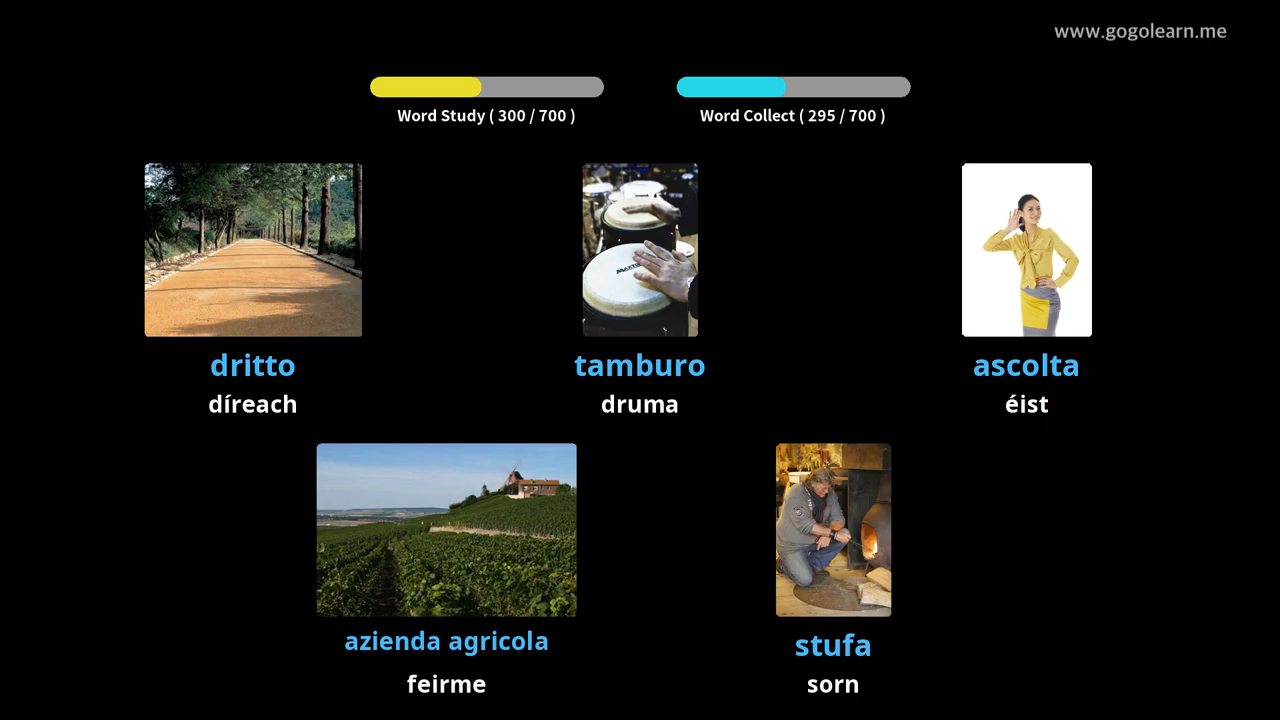 www.gogolearn.me
Word Study ( 300 / 700 )
Word Collect ( 295 / 700 )
dritto
díreach
tamburo
druma
ascolta
éist
azienda agricola
feirme
stufa
sorn